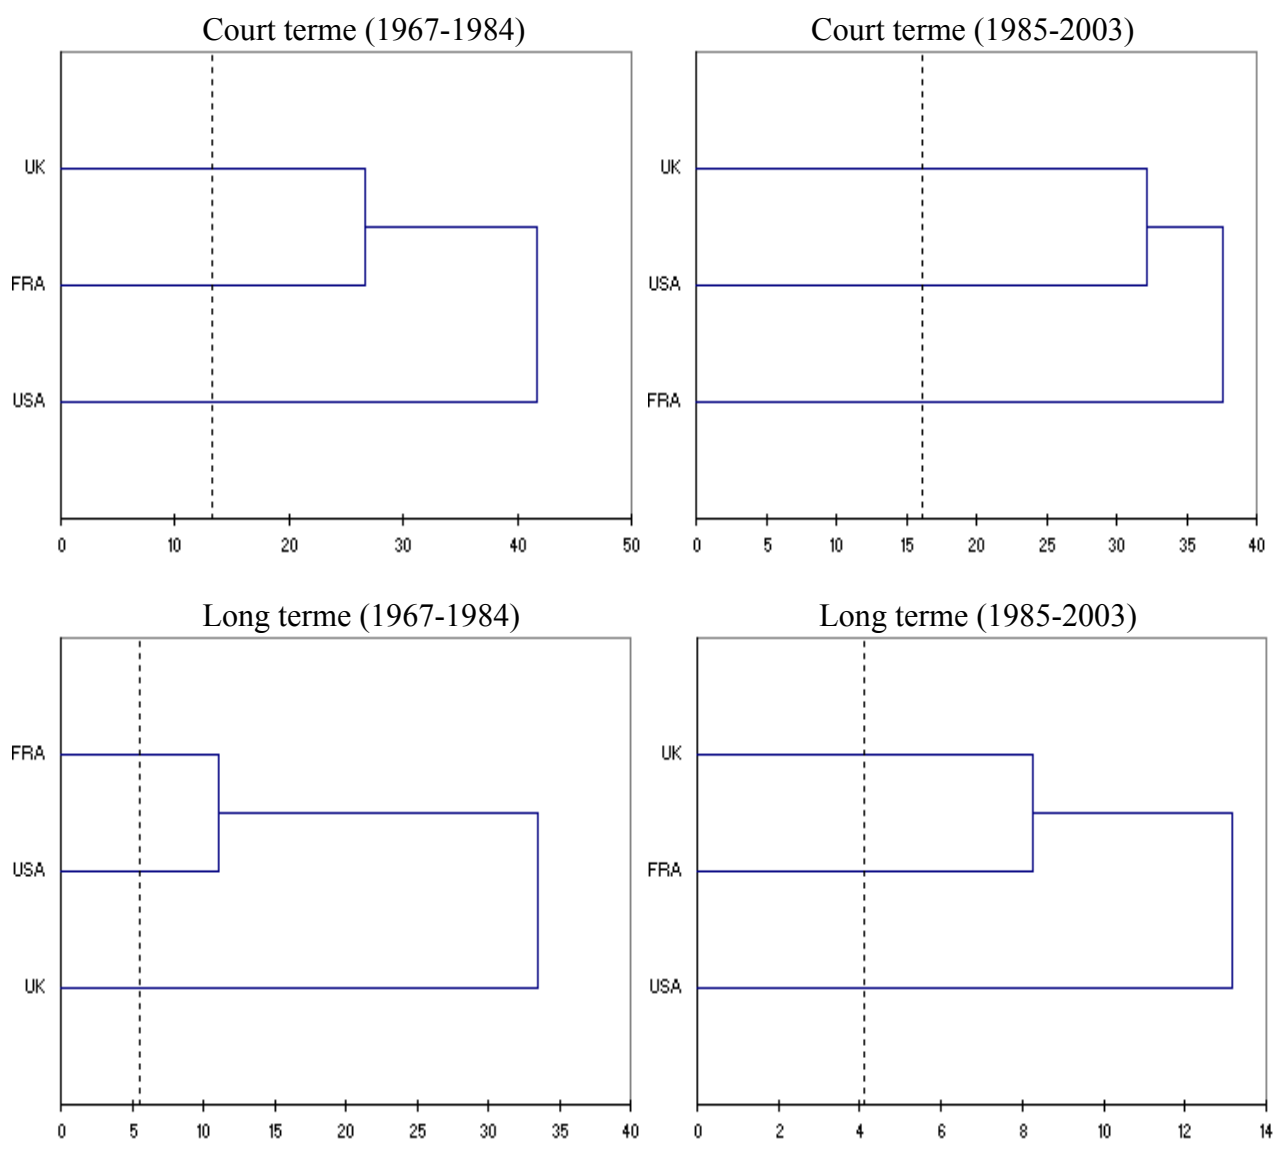 Court terme (1967-1984)
UK
FRA
USA
0 10 20 30 40 50
Court terme (1985-2003)
UK
USA
FRA
0 5 10 15 20 25 30 35 40
Long terme (1967-1984)
FRA
USA
UK
0 5 10 15 20 25 30 35 40
Long terme (1985-2003)
UK
FRA
USA
0 2 4 6 8 10 12 14